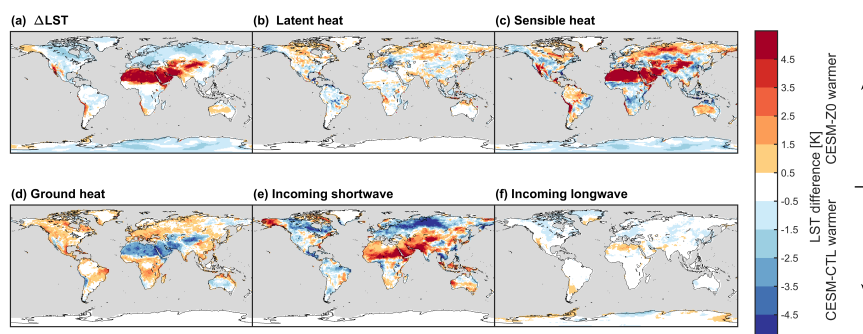 (a) ΔLST
(b) Latent heat
(c) Sensible heat
(d) Ground heat
(e) Incoming shortwave
(f) Incoming longwave
4.5
3.5
2.5
1.5
0.5
-0.5
-1.5
-2.5
-3.5
-4.5
LST difference [K]
CESM-CTL warmer
CESM-Z0 warmer